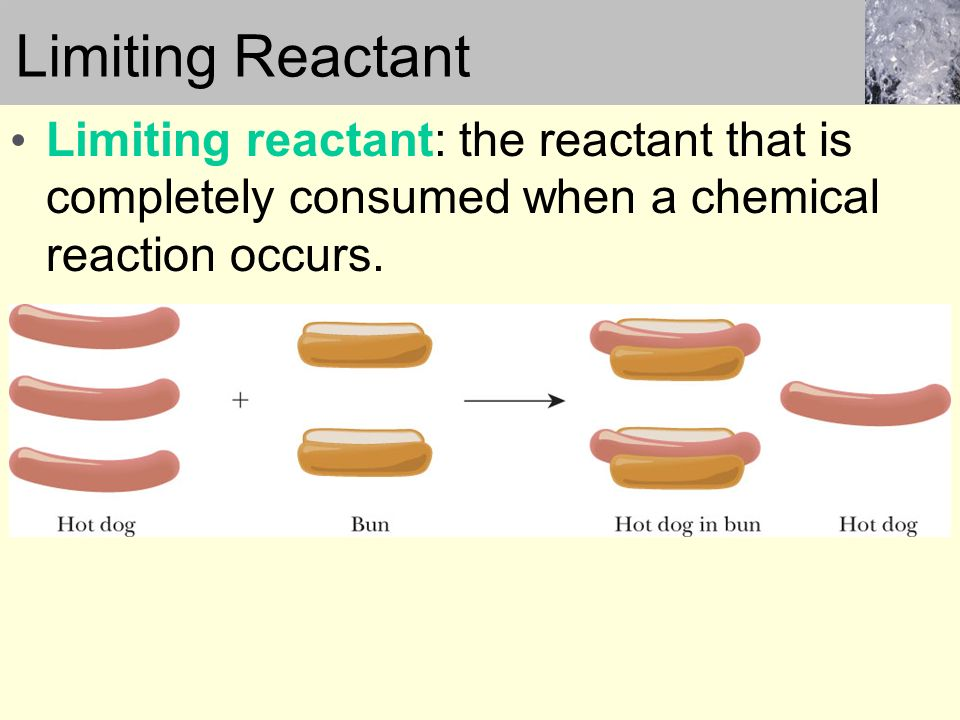 Limiting Reactant
• Limiting reactant: the reactant that is
completely consumed when a chemical
reaction occurs.
+
Hot dog Bun Hot dog in bun Hot dog